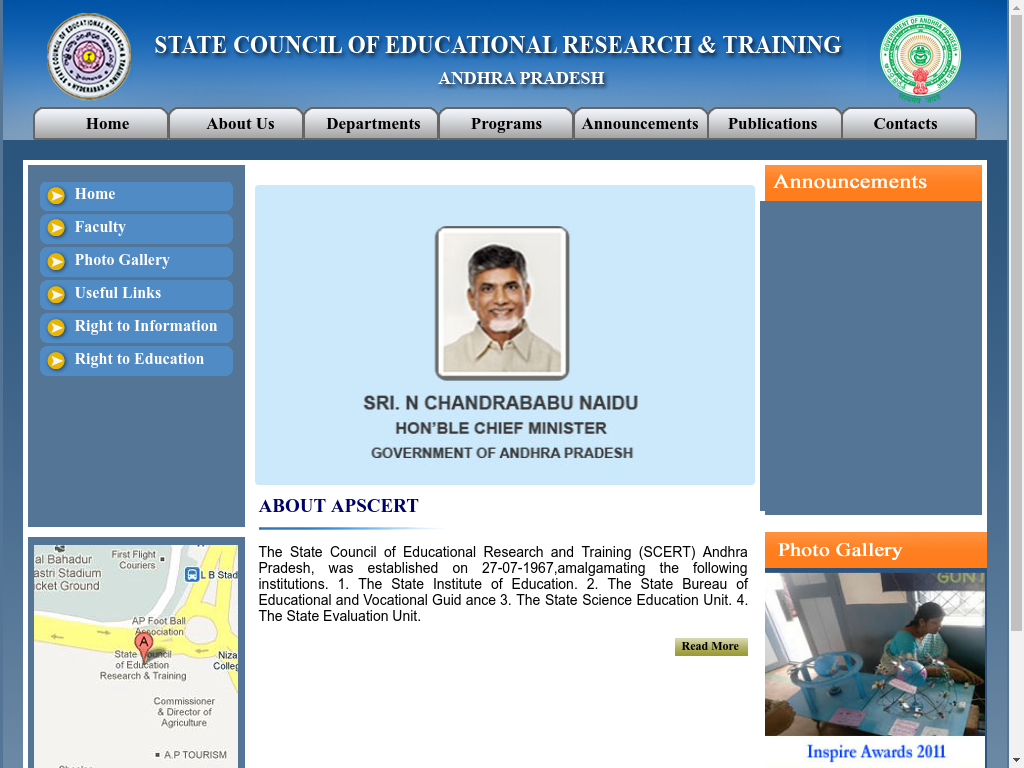 STATE COUNCIL OF EDUCATIONAL RESEARCH & TRAINING
ANDHRA PRADESH
Home
About Us
Departments
Programs
Announcements
Publications
Contacts
Home
Faculty
Photo Gallery
Useful Links
Right to Information
Right to Education
SRI. N CHANDRABABU NAIDU
HON'BLE CHIEF MINISTER
GOVERNMENT OF ANDHRA PRADESH
ABOUT APSCERT
The State Council of Educational Research and Training (SCERT) Andhra
Pradesh, was established on 27-07-1967,amalgamating the following
institutions. 1. The State Institute of Education. 2. The State Bureau of
Educational and Vocational Guid ance 3. The State Science Education Unit. 4.
The State Evaluation Unit.
Read More
Announcements
Photo Gallery
GUNT
Inspire Awards 2011
al Bahadur
astri Stadium
cket Ground
First Flight
Couriers
L B Stad
AP Foot Ball
Association
A
State Council
of Education
Research & Training
Niza
Colleg
Commissioner
& Director of
Agriculture
A.P TOURISM